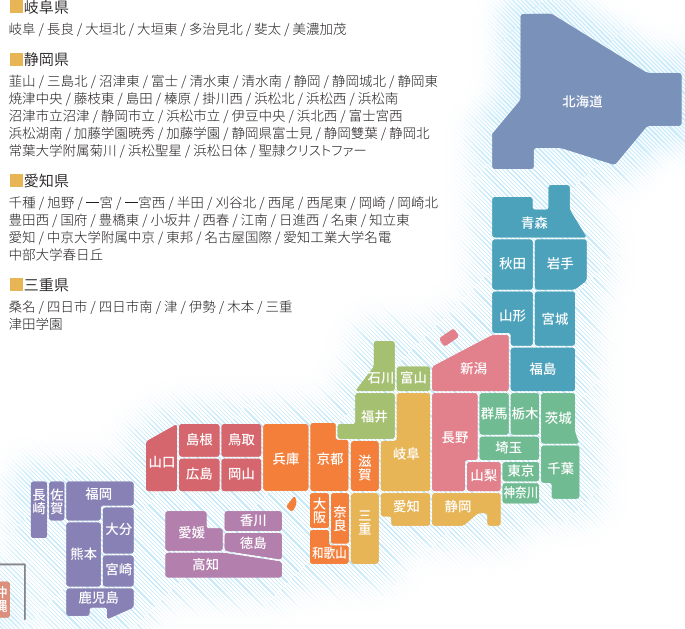 岐阜県
岐阜 / 長良 / 大垣北 / 大垣東 / 多治見北 / 斐太 / 美濃加茂
静岡県
韮山 / 三島北 / 沼津東 / 富士 / 清水東 / 清水南 / 静岡 / 静岡城北 / 静岡東
焼津中央 / 藤枝東 / 島田 / 榛原 / 掛川西 / 浜松北 / 浜松西 / 浜松南
沼津市立沼津 / 静岡市立 / 浜松市立 / 伊豆中央 / 浜北西 / 富士宮西
浜松湖南 / 加藤学園暁秀 / 加藤学園 / 静岡県富士見 / 静岡雙葉 / 静岡北
常葉大学附属菊川 / 浜松聖星 / 浜松日体 / 聖隷クリストファー
愛知県
千種 / 旭野 / 一宮 / 一宮西 / 半田 / 刈谷北 / 西尾 / 西尾東 / 岡崎 / 岡崎北
豊田西 / 国府 / 豊橋東 / 小坂井 / 西春 / 江南 / 日進西 / 名東 / 知立東
愛知 / 中京大学附属中京 / 東邦 / 名古屋国際 / 愛知工業大学名電
中部大学春日丘
三重県
桑名 / 四日市 / 四日市南 / 津 / 伊勢 / 木本 / 三重
津田学園
北海道
青森
秋田
岩手
山形
宮城
新潟
福島
石川
富山
福井
岐阜
長野
群馬
栃木
茨城
埼玉
山梨
東京
千葉
神奈川
山口
島根
鳥取
広島
岡山
兵庫
京都
滋賀
大阪
奈良
三重
和歌山
愛知
静岡
愛媛
香川
徳島
高知
長崎
佐賀
福岡
大分
熊本
宮崎
鹿児島
沖縄